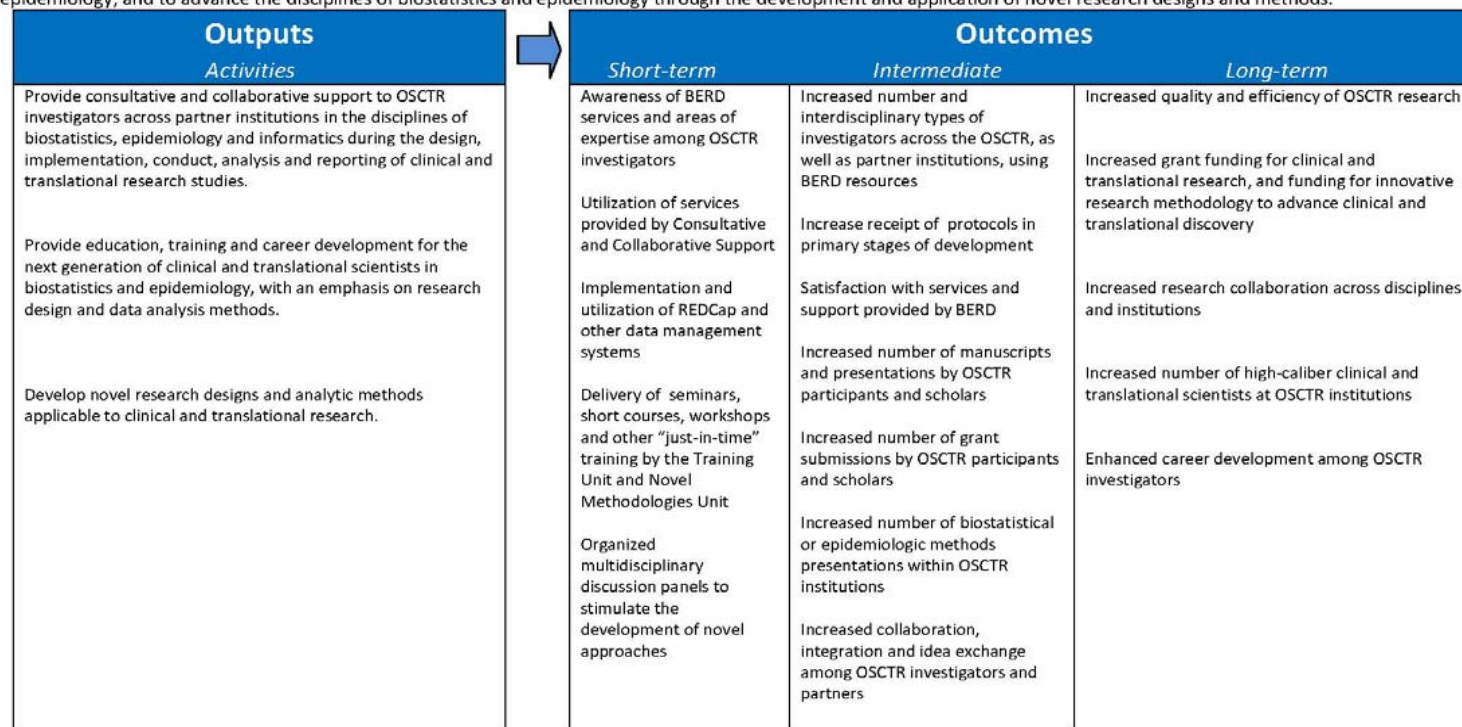 epidemiology, and to advance the disciplines of biostatistics and epidemiology through the development and application of novel research designs and methods.
Outputs
Activities
Provide consultative and collaborative support to OSCTR
investigators across partner institutions in the disciplines of
biostatistics, epidemiology and informatics during the design,
implementation, conduct, analysis and reporting of clinical and
translational research studies.
Provide education, training and career development for the
next generation of clinical and translational scientists in
biostatistics and epidemiology, with an emphasis on research
design and data analysis methods.
Develop novel research designs and analytic methods
applicable to clinical and translational research.
Outcomes
Short-term
Awareness of BERD
services and areas of
expertise among OSCTR
investigators
Utilization of services
provided by Consultative
and Collaborative Support
Implementation and
utilization of REDCap and
other data management
systems
Delivery of seminars,
short courses, workshops
and other “just-in-time”
training by the Training
Unit and Novel
Methodologies Unit
Organized
multidisciplinary
discussion panels to
stimulate the
development of novel
approaches
Intermediate
Increased number and
interdisciplinary types of
investigators across the OSCTR, as
well as partner institutions, using
BERD resources
Increase receipt of protocols in
primary stages of development
Satisfaction with services and
support provided by BERD
Increased number of manuscripts
and presentations by OSCTR
participants and scholars
Increased number of grant
submissions by OSCTR participants
and scholars
Increased number of biostatistical
or epidemiologic methods
presentations within OSCTR
institutions
Increased collaboration,
integration and idea exchange
among OSCTR investigators and
partners
Long-term
Increased quality and efficiency of OSCTR research
Increased grant funding for clinical and
translational research, and funding for innovative
research methodology to advance clinical and
translational discovery
Increased research collaboration across disciplines
and institutions
Increased number of high-caliber clinical and
translational scientists at OSCTR institutions
Enhanced career development among OSCTR
investigators